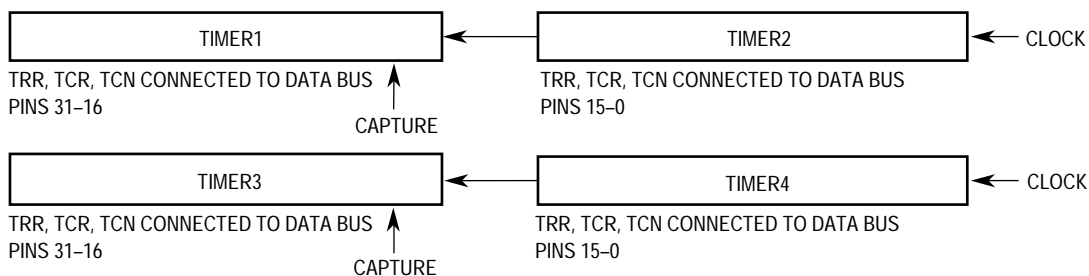 TIMER1
TIMER2
CLOCK
TRR, TCR, TCN CONNECTED TO DATA BUS
PINS 31–16
CAPTURE
TRR, TCR, TCN CONNECTED TO DATA BUS
PINS 15–0
TIMER3
TIMER4
CLOCK
TRR, TCR, TCN CONNECTED TO DATA BUS
PINS 31–16
CAPTURE
TRR, TCR, TCN CONNECTED TO DATA BUS
PINS 15–0